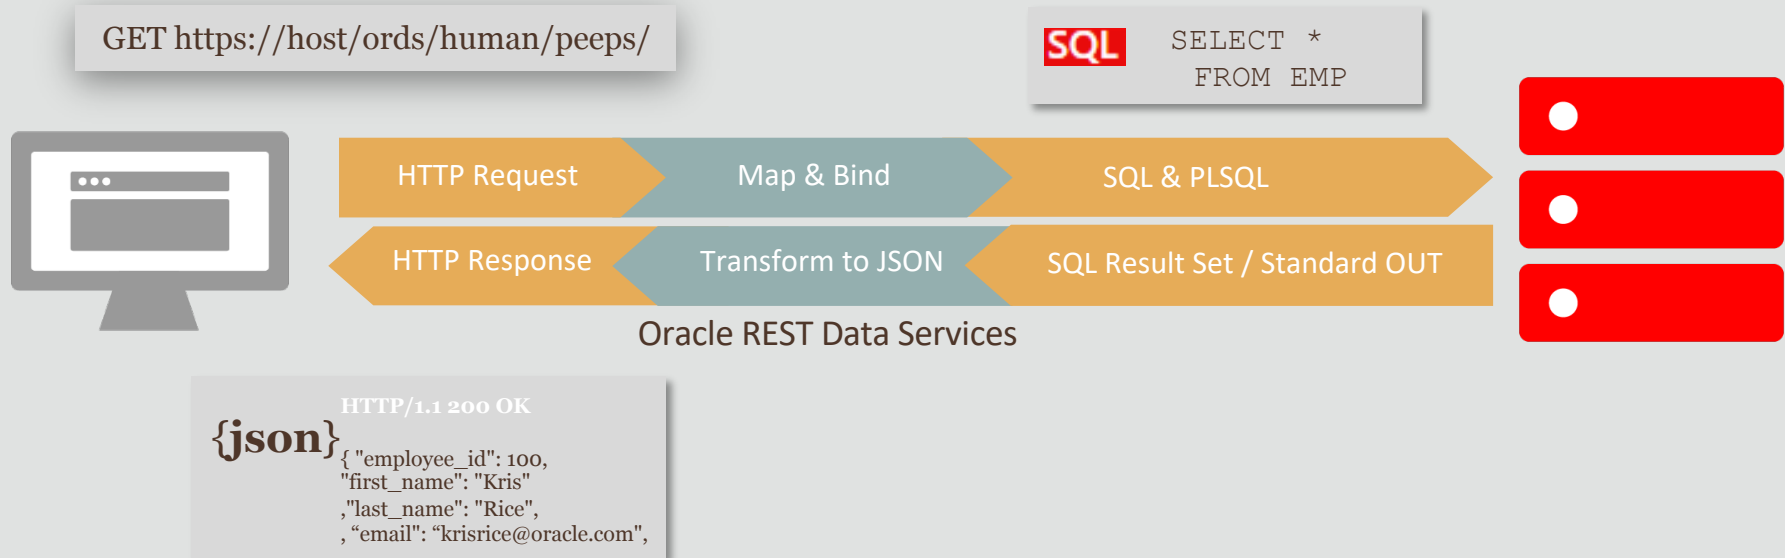 GET https://host/ords/human/peeps/
SQL
SELECT *
FROM EMP
HTTP Request
Map & Bind
SQL & PLSQL
HTTP Response
Transform to JSON
SQL Result Set / Standard OUT
Oracle REST Data Services
HTTP/1.1 200 OK
{json}
{ "employee_id": 100,
"first_name": "Kris"
,"last_name": "Rice",
, “email": “krisrice@oracle.com",